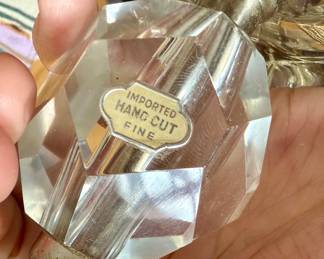 IMPORTED
HAND CUT
FINE